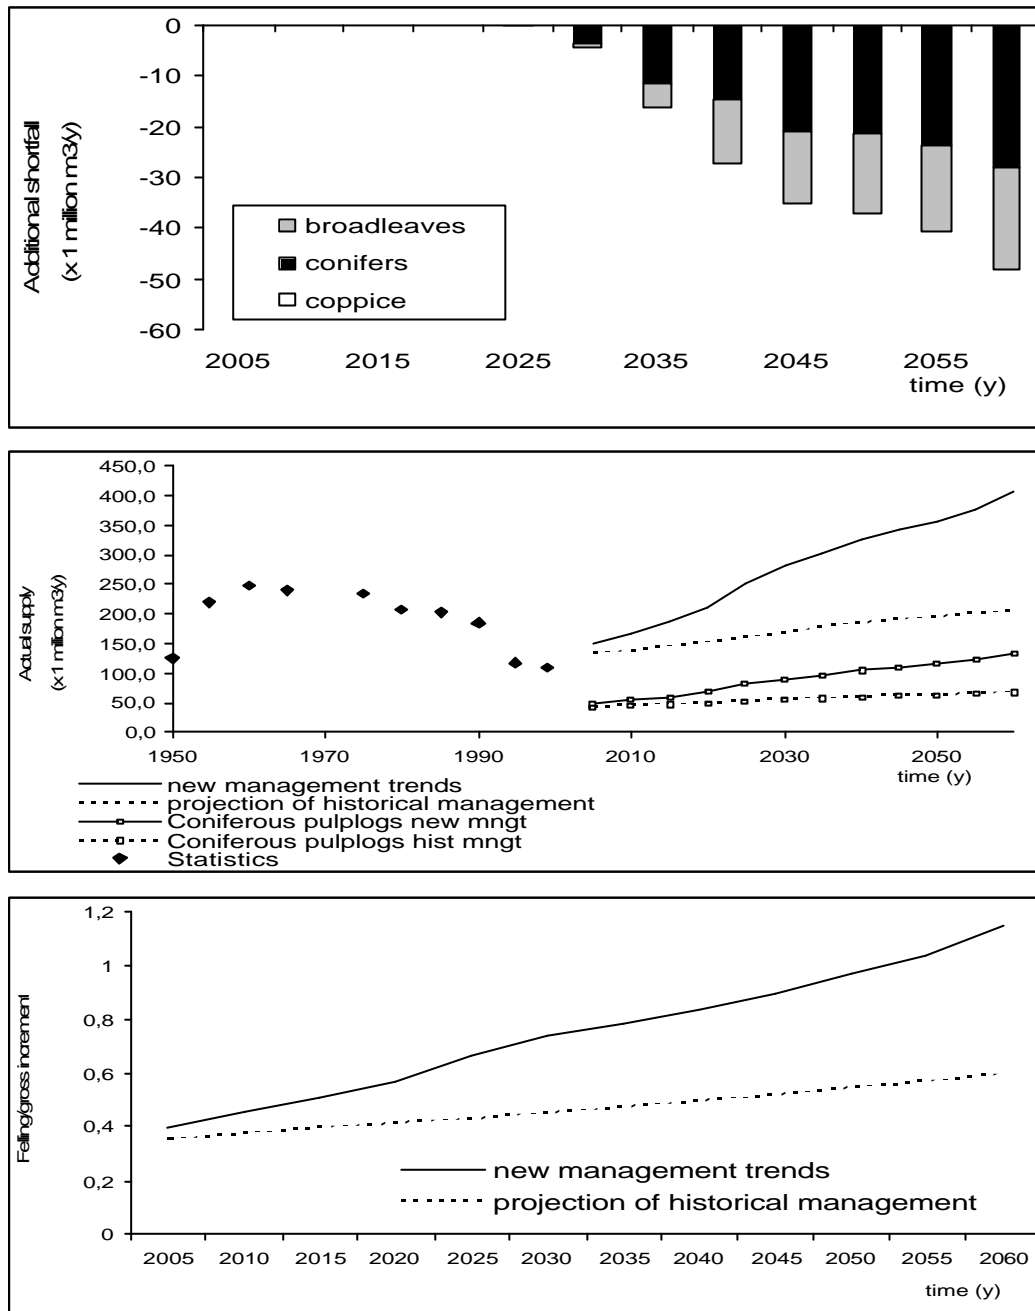 0
-10
-20
-30
-40
-50
-60
Additional shortfall
(x 1 million m3/y)
broadleaves
conifers
coppice
2005 2015 2025 2035 2045 2055
time (y)
450,0
400,0
350,0
300,0
250,0
200,0
150,0
100,0
50,0
0,0
Actual supply
(x 1 million m3/y)
1950 1970 1990 2010 2030 2050
time (y)
new management trends
projection of historical management
Coniferous pulplogs new mngt
Coniferous pulplogs hist mngt
Statistics
1,2
1
0,8
0,6
0,4
0,2
0
Felling/gross increment
new management trends
projection of historical management
2005 2010 2015 2020 2025 2030 2035 2040 2045 2050 2055 2060
time (y)